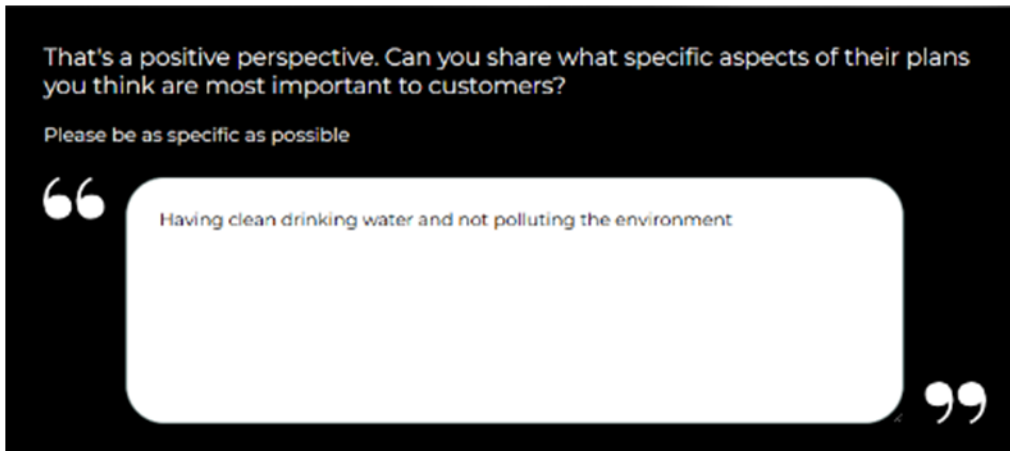 That's a positive perspective. Can you share what specific aspects of their plans
you think are most important to customers?
Please be as specific as possible
“
Having clean drinking water and not polluting the environment
”